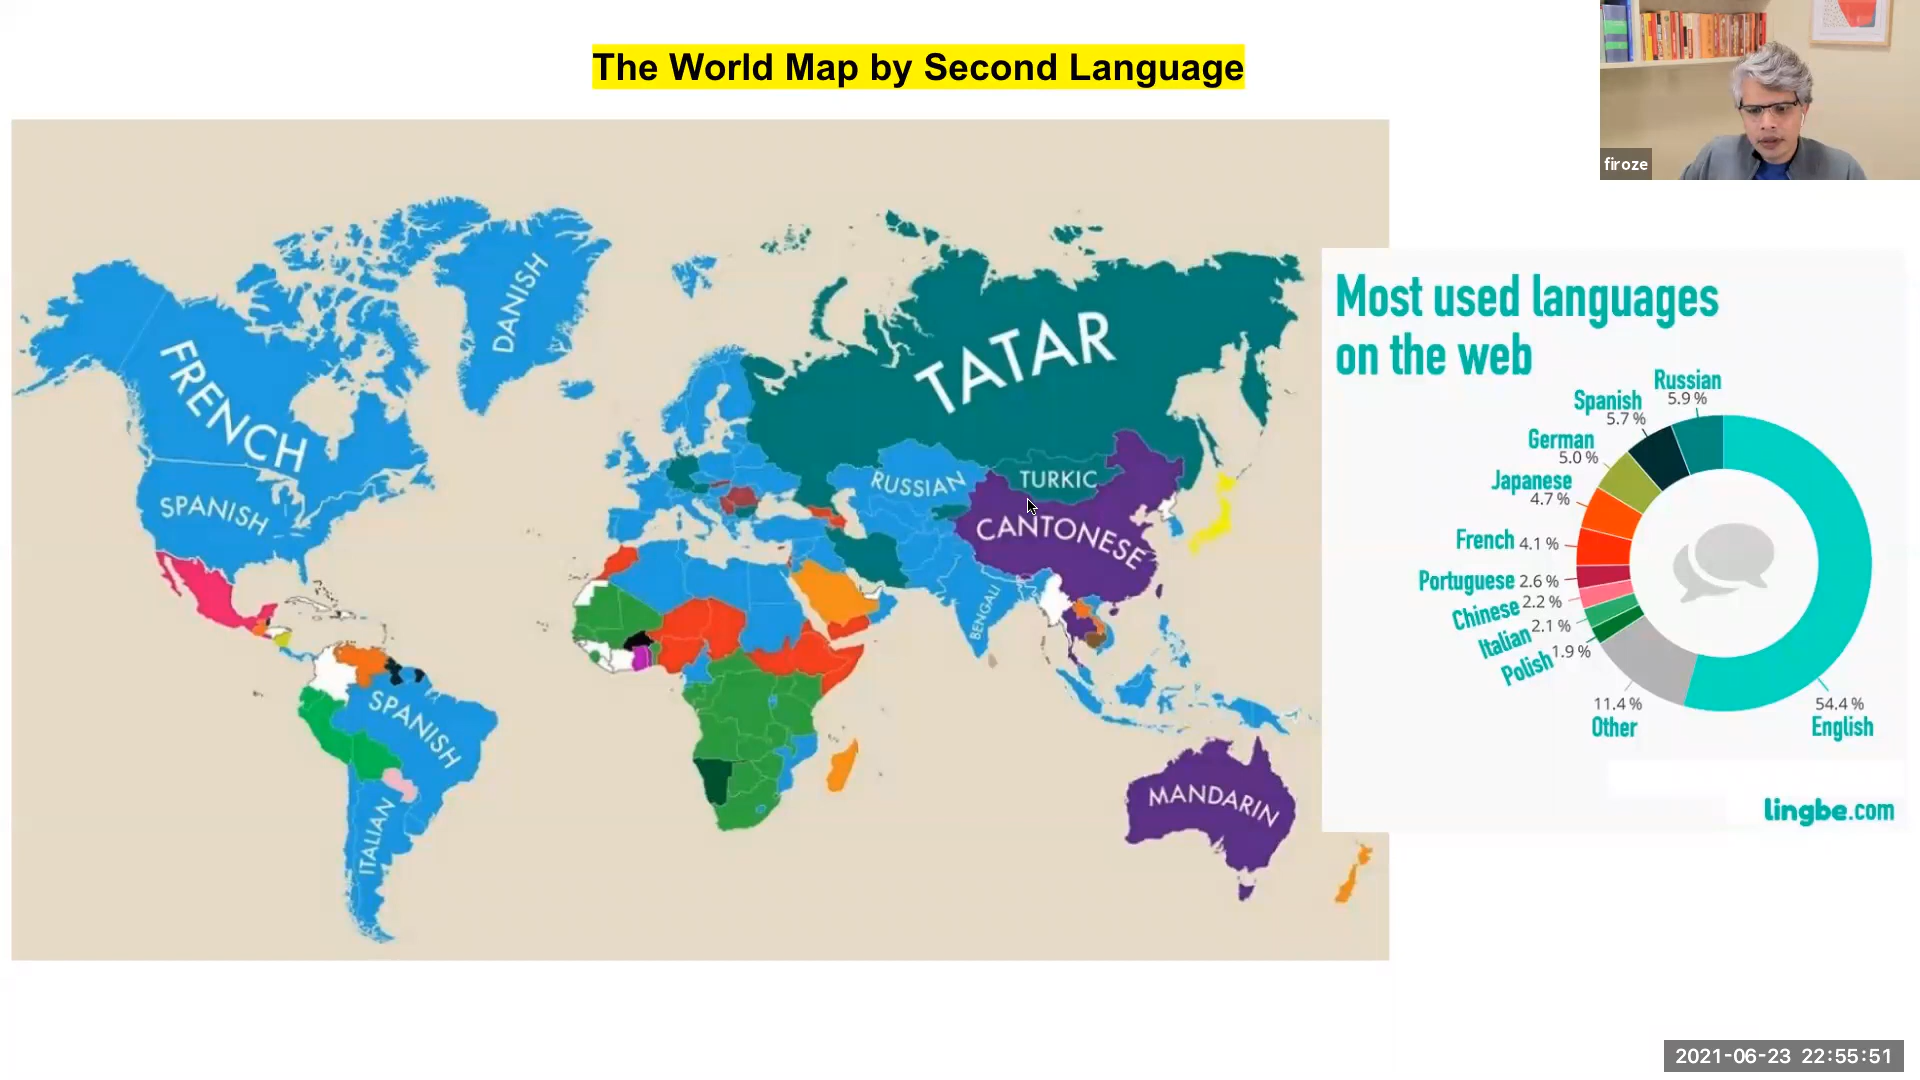 The World Map by Second Language
firoze
FRENCH
DANISH
TATAR
SPANISH
RUSSIAN
TURKIC
CANTONESE
BENGALI
SPANISH
ITALIAN
MANDARIN
Most used languages
on the web
Russian
5.9 %
Spanish
5.7 %
German
5.0 %
Japanese
4.7 %
French 4.1 %
Portuguese 2.6 %
Chinese 2.2 %
Italian 2.1 %
Polish 1.9 %
11.4 %
Other
54.4 %
English
lingbe.com
2021-06-23 22:55:51